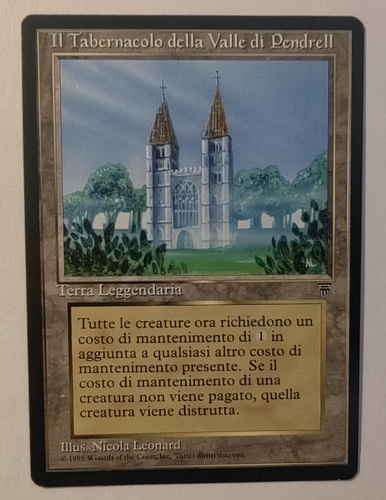 Il Tabernacolo della Valle di Pendrell
Terra Leggendaria
Tutte le creature ora richiedono un
costo di mantenimento di 1 in
aggiunta a qualsiasi altro costo di
mantenimento presente. Se il
costo di mantenimento di una
creatura non viene pagato, quella
creatura viene distrutta.
Illus. Nicola Leonard
© 1995 Wizards of the Coast, Inc. Tutti i diritti riservati.